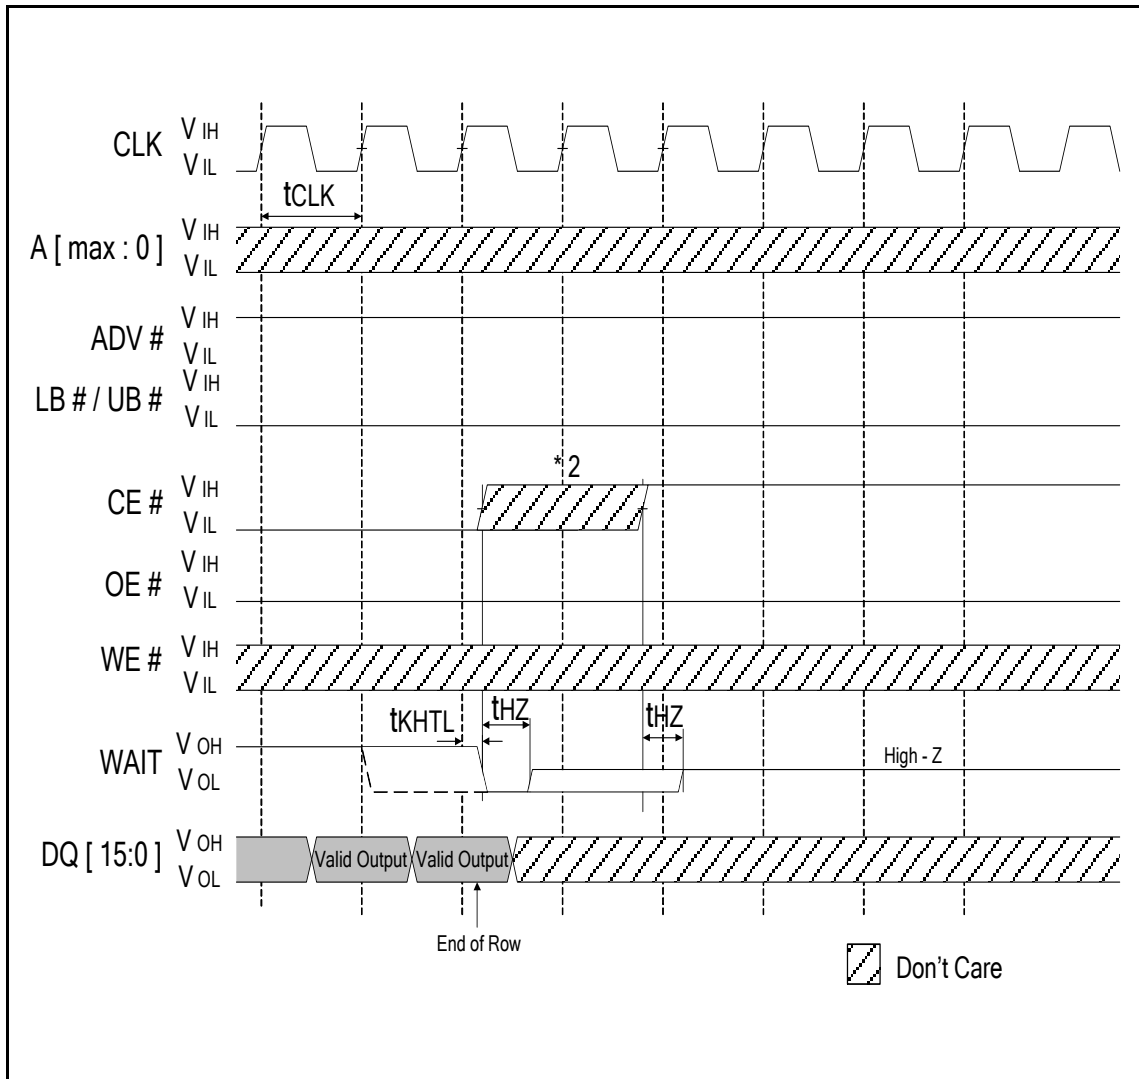 CLK V IH
V IL
tCLK
A [ max : 0 ] V IH
V IL
ADV # V IH
V IL
LB # / UB # V IH
V IL
* 2
CE # V IH
V IL
OE # V IH
V IL
WE # V IH
V IL
tKHTL tHZ tHZ
WAIT V OH
V OL
High - Z
DQ [ 15:0 ] V OH
V OL
Valid Output Valid Output
End of Row
Don't Care